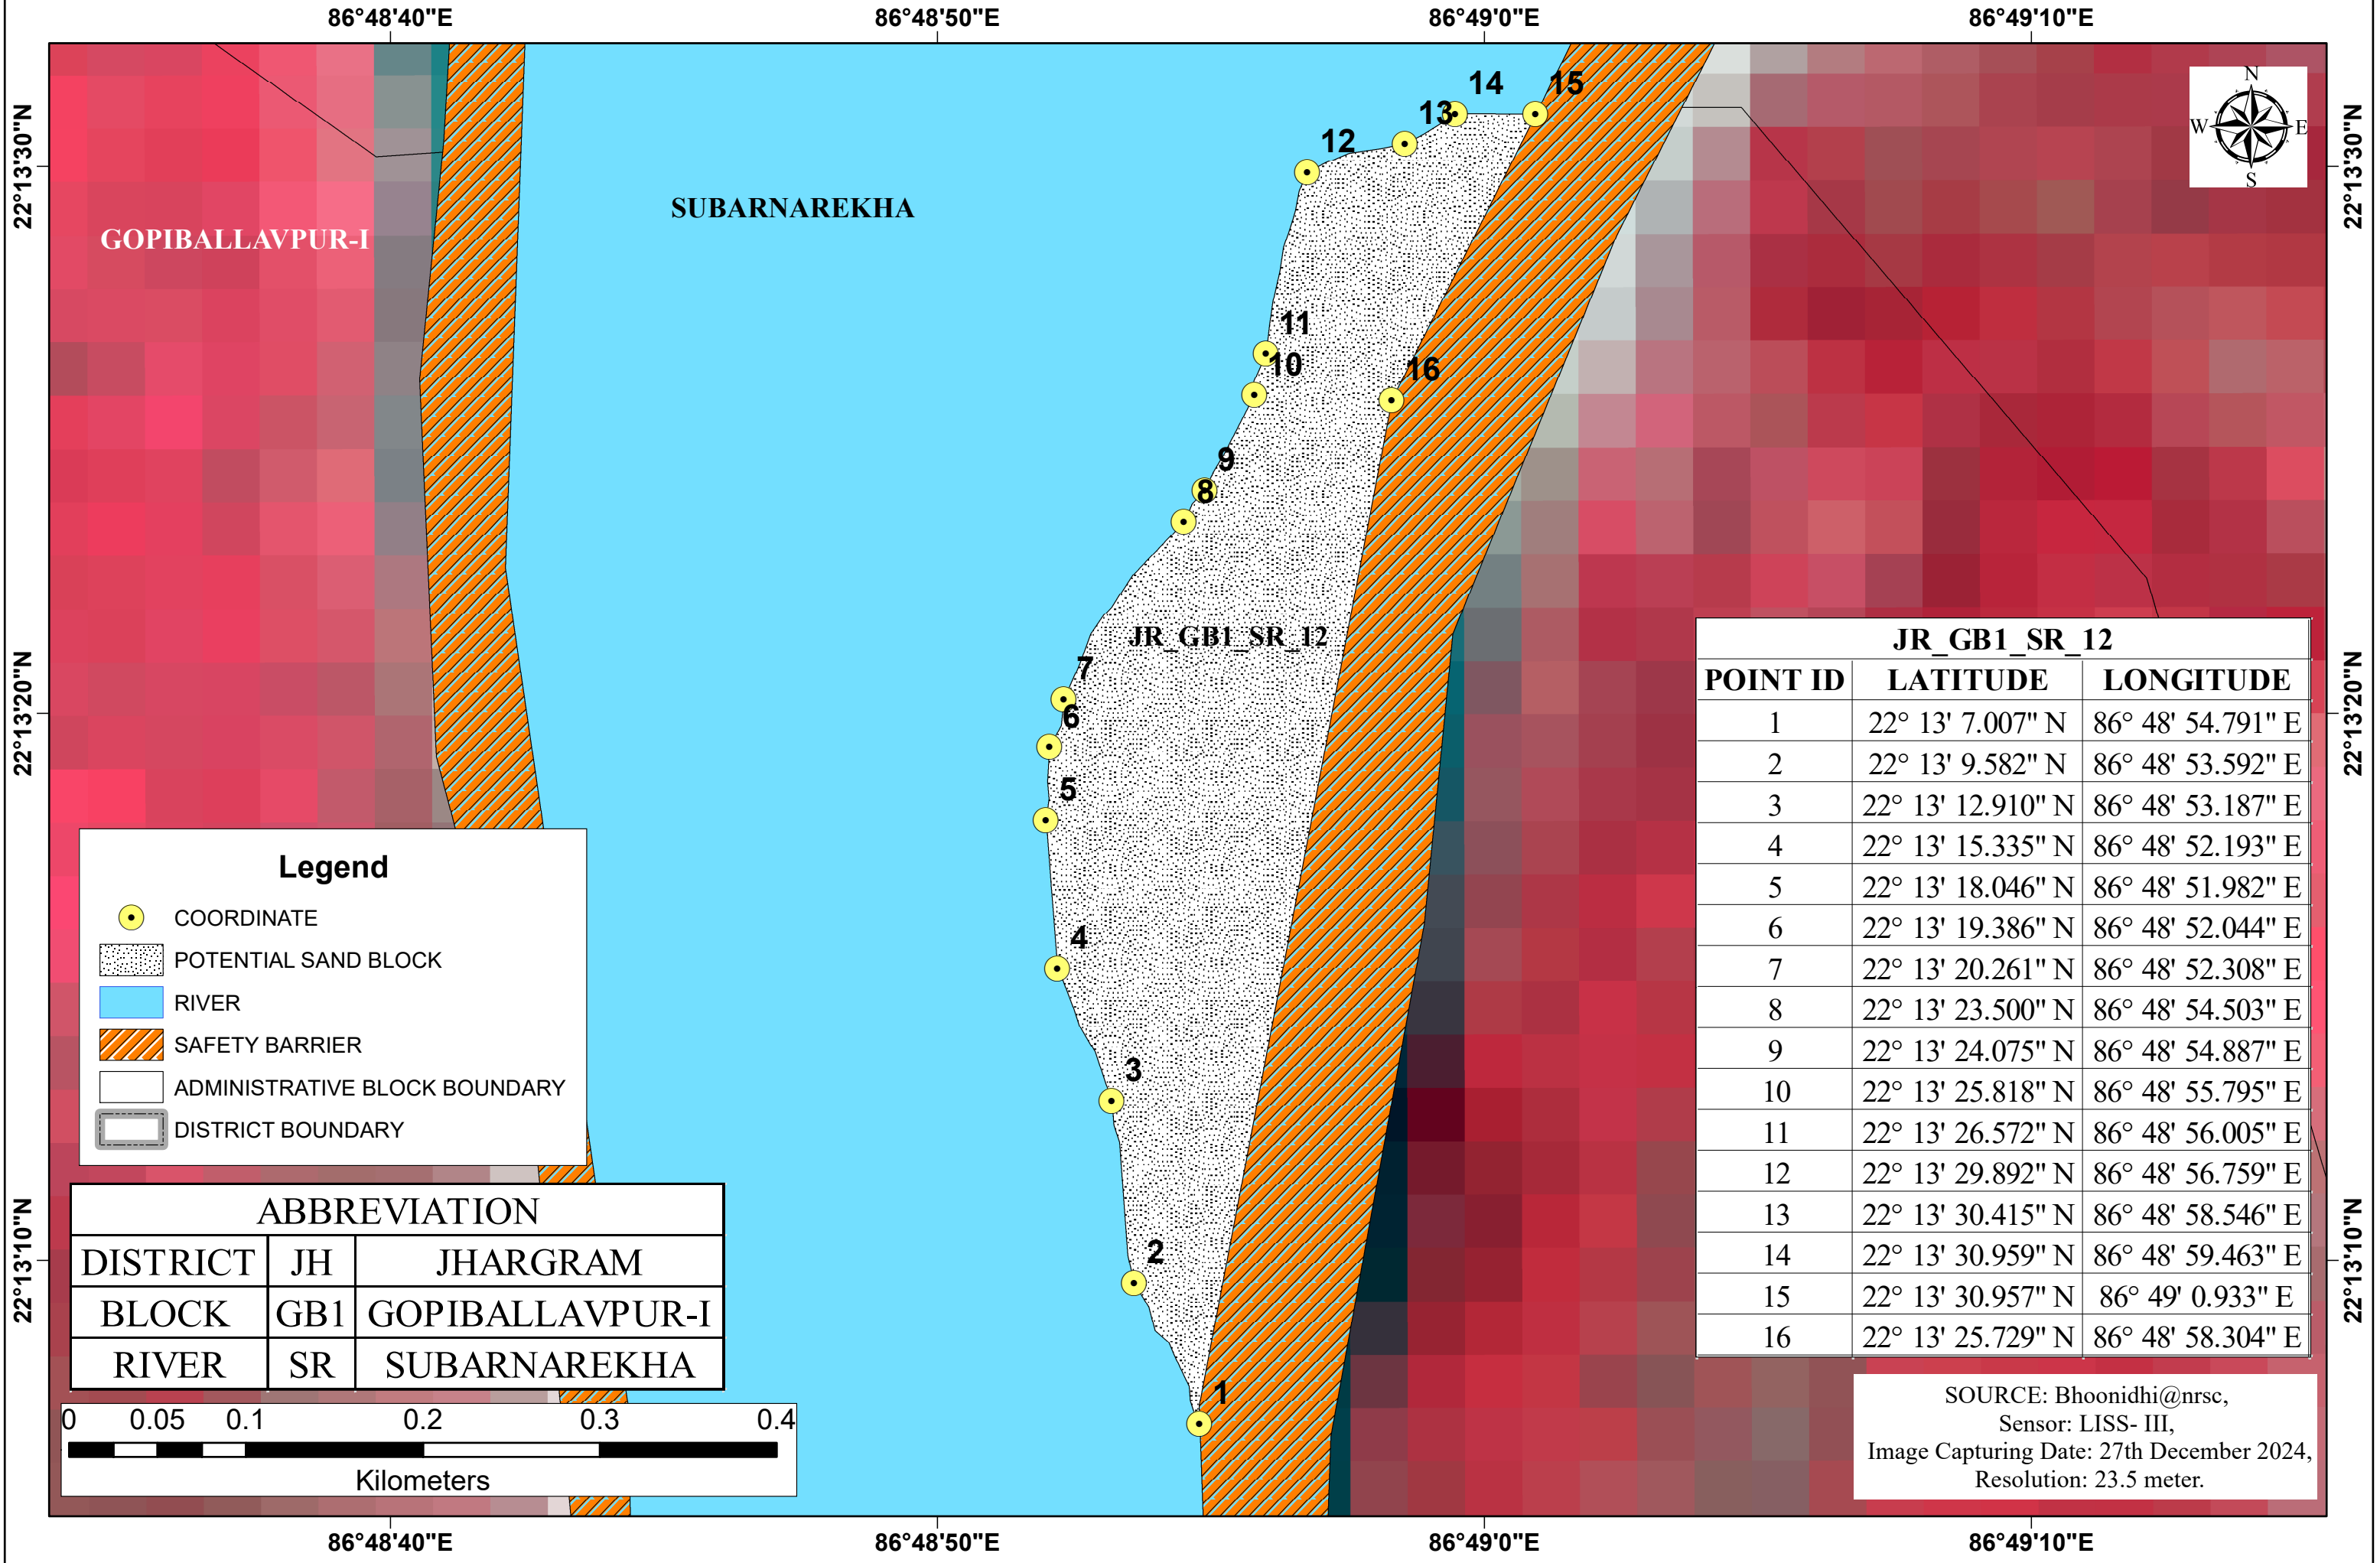 86°48'40"E 86°48'50"E 86°49'0"E 86°49'10"E
22°13'30"N
22°13'20"N
22°13'10"N
22°13'30"N
22°13'20"N
22°13'10"N
N
W E
S
GOPIBALLAVPUR-I
SUBARNAREKHA
14 15
13
12
11
10
16
9
8
JR_GB1_SR_12
7
6
5
4
3
2
1
JR_GB1_SR_12
POINT ID LATITUDE LONGITUDE
1 22° 13' 7.007" N 86° 48' 54.791" E
2 22° 13' 9.582" N 86° 48' 53.592" E
3 22° 13' 12.910" N 86° 48' 53.187" E
4 22° 13' 15.335" N 86° 48' 52.193" E
5 22° 13' 18.046" N 86° 48' 51.982" E
6 22° 13' 19.386" N 86° 48' 52.044" E
7 22° 13' 20.261" N 86° 48' 52.308" E
8 22° 13' 23.500" N 86° 48' 54.503" E
9 22° 13' 24.075" N 86° 48' 54.887" E
10 22° 13' 25.818" N 86° 48' 55.795" E
11 22° 13' 26.572" N 86° 48' 56.005" E
12 22° 13' 29.892" N 86° 48' 56.759" E
13 22° 13' 30.415" N 86° 48' 58.546" E
14 22° 13' 30.959" N 86° 48' 59.463" E
15 22° 13' 30.957" N 86° 49' 0.933" E
16 22° 13' 25.729" N 86° 48' 58.304" E
Legend
COORDINATE
POTENTIAL SAND BLOCK
RIVER
SAFETY BARRIER
ADMINISTRATIVE BLOCK BOUNDARY
DISTRICT BOUNDARY
ABBREVIATION
DISTRICT JH JHARGRAM
BLOCK GB1 GOPIBALLAVPUR-I
RIVER SR SUBARNAREKHA
0 0.05 0.1 0.2 0.3 0.4
Kilometers
SOURCE: Bhoonidhi@nrsc,
Sensor: LISS- III,
Image Capturing Date: 27th December 2024,
Resolution: 23.5 meter.
86°48'40"E 86°48'50"E 86°49'0"E 86°49'10"E